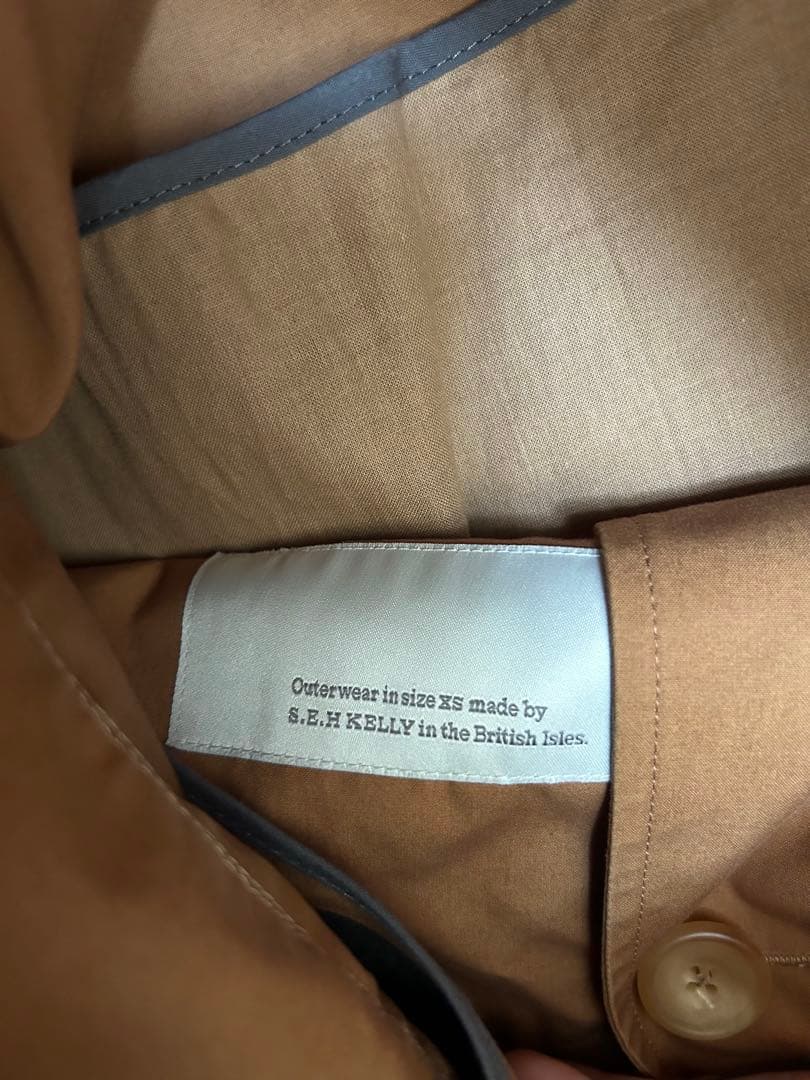 Outerwear in size XS made by
S.E.H KELLY in the British Isles.